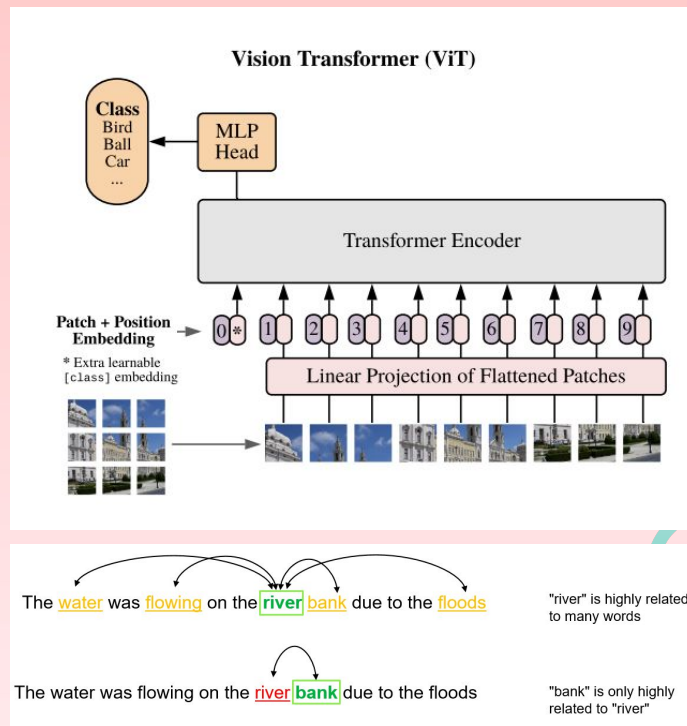 Vision Transformer (ViT)
Class
Bird
Ball
Car
...
MLP
Head
Transformer Encoder
Patch + Position
Embedding
* Extra learnable
[class] embedding
0 * 1 2 3 4 5 6 7 8 9
Linear Projection of Flattened Patches
The water was flowing on the river bank due to the floods
"river" is highly related
to many words
The water was flowing on the river bank due to the floods
"bank" is only highly
related to "river"